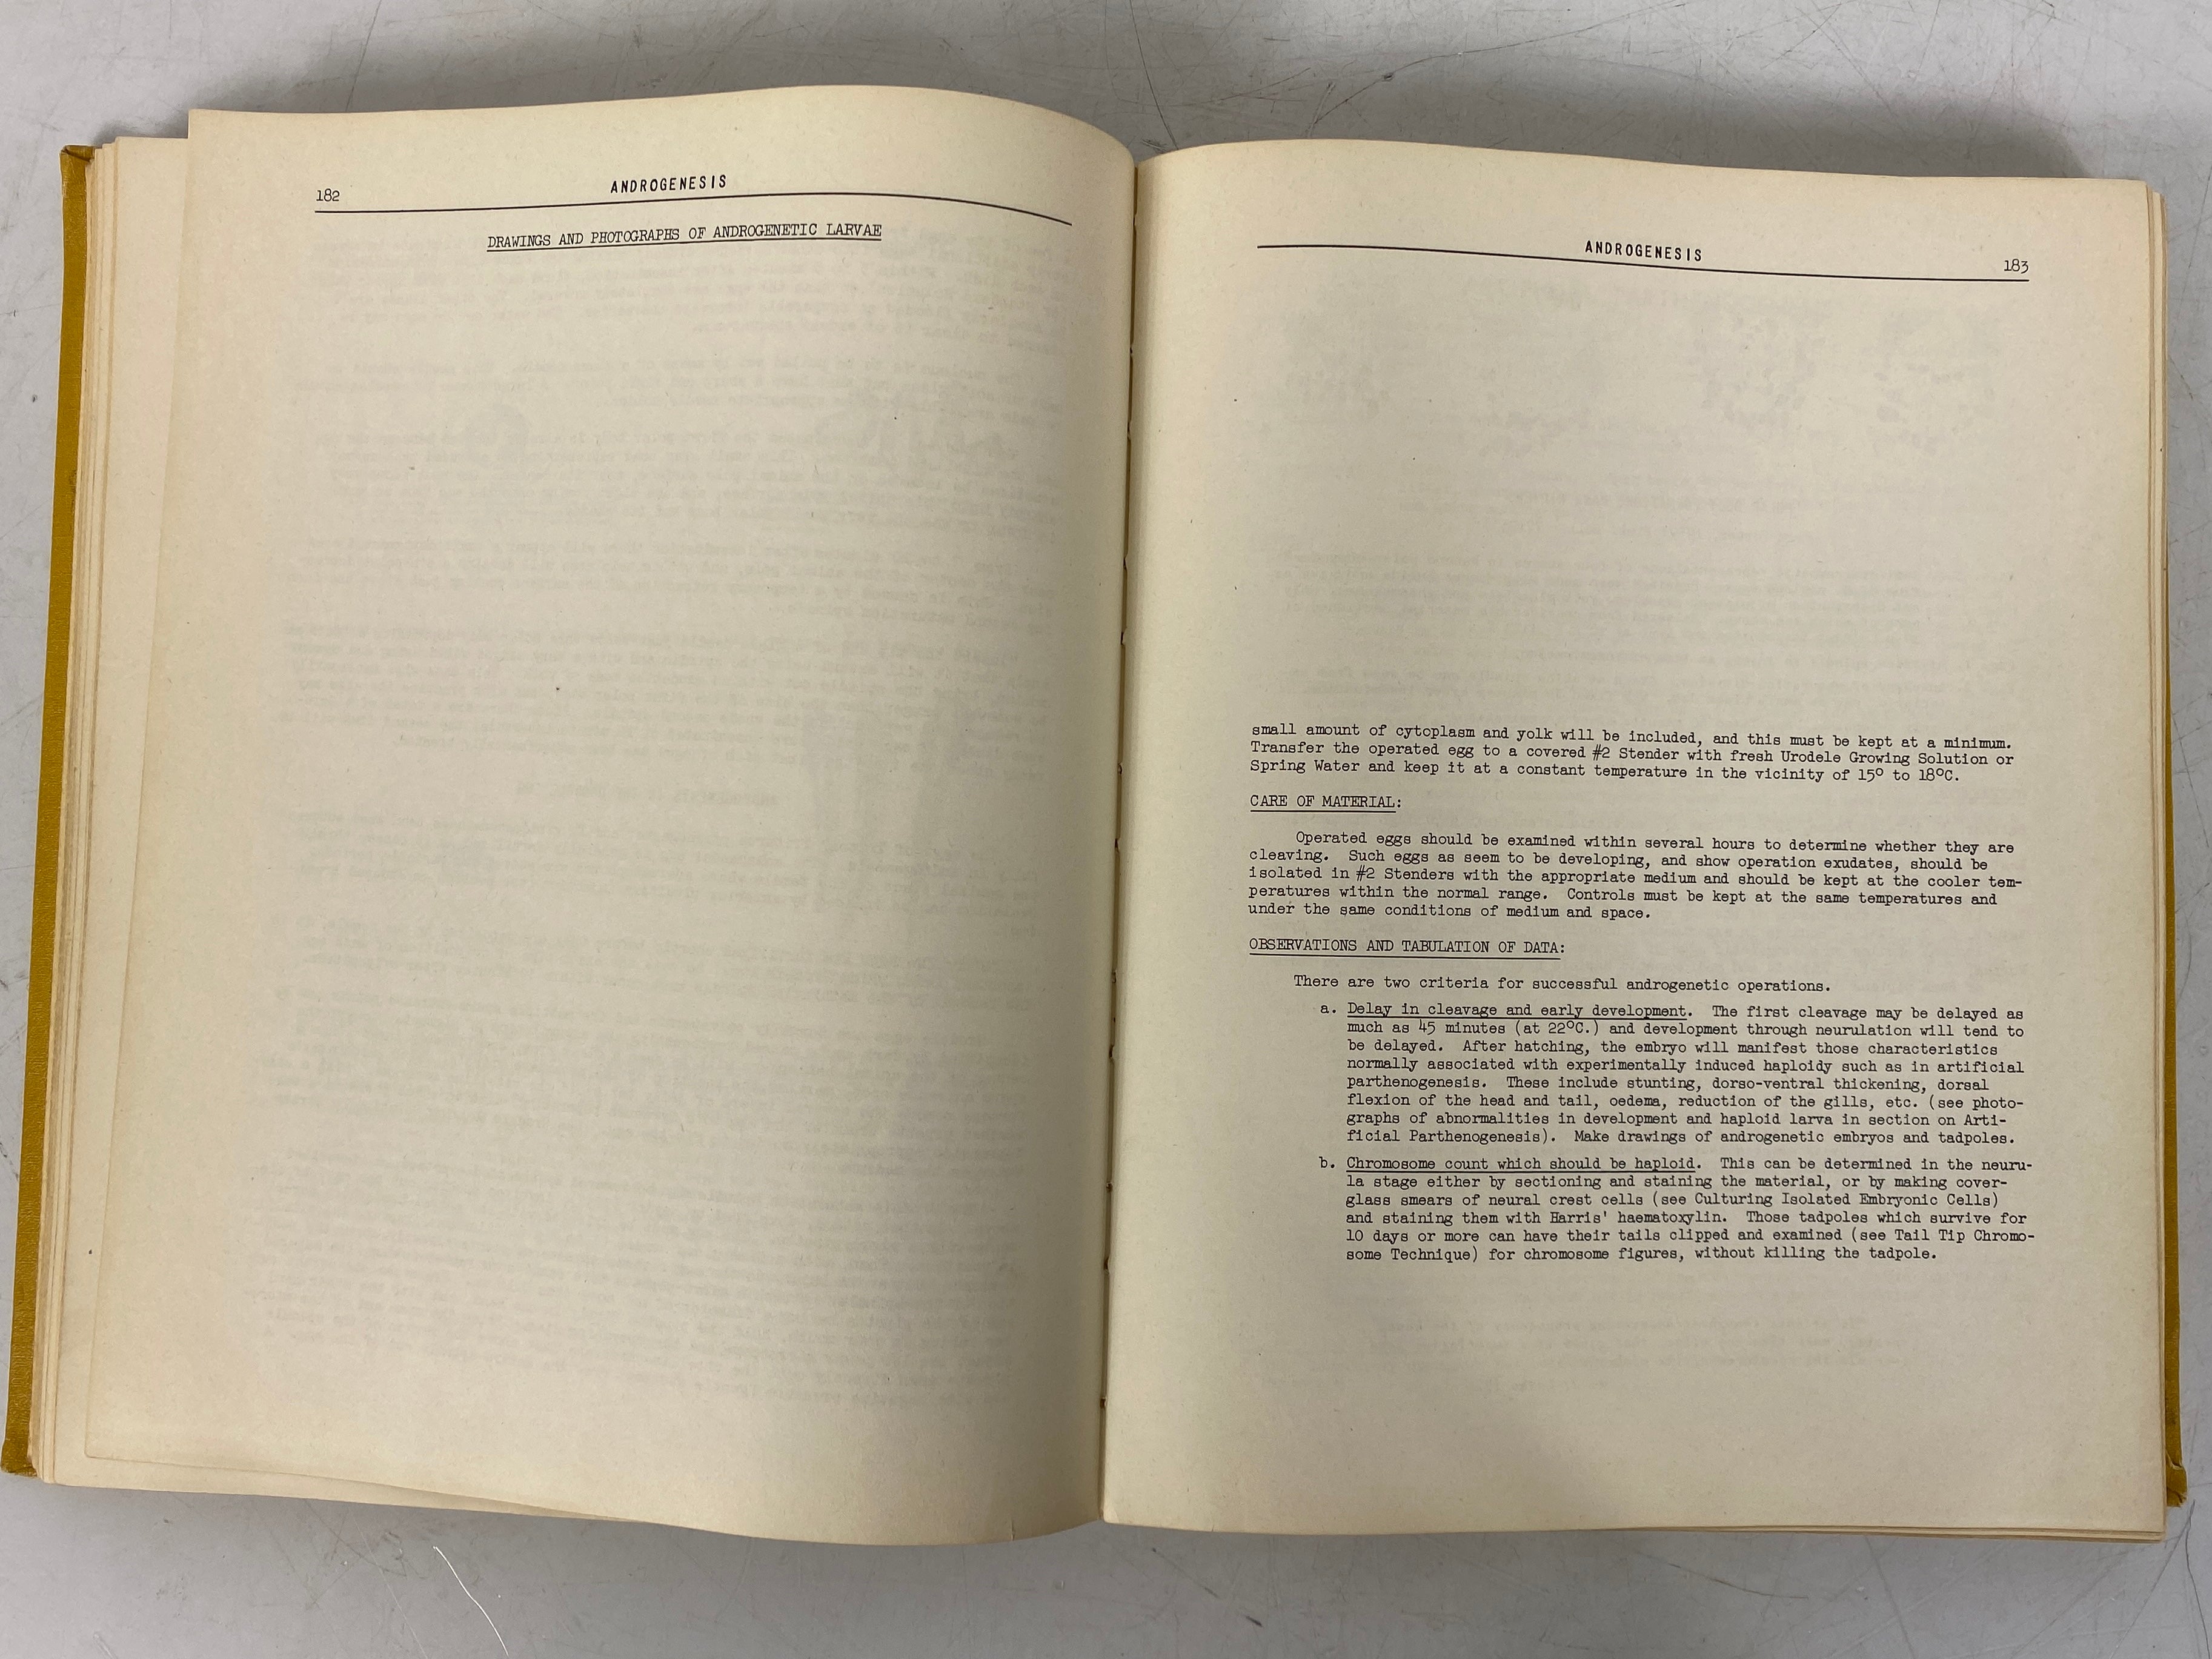 182
ANDROGENESIS
DRAWINGS AND PHOTOGRAPHS OF ANDROGENETIC LARVAE
ANDROGENESIS
183
small amount of cytoplasm and yolk will be included, and this must be kept at a minimum.
Transfer the operated egg to a covered #2 Stender with fresh Urodele Growing Solution or
Spring Water and keep it at a constant temperature in the vicinity of 15° to 18°C.
CARE OF MATERIAL:
Operated eggs should be examined within several hours to determine whether they are
cleaving. Such eggs as seem to be developing, and show operation exudates, should be
isolated in #2 Stenders with the appropriate medium and should be kept at the cooler tem-
peratures within the normal range. Controls must be kept at the same temperatures and
under the same conditions of medium and space.
OBSERVATIONS AND TABULATION OF DATA:
There are two criteria for successful androgenetic operations.
a. Delay in cleavage and early development. The first cleavage may be delayed as
much as 45 minutes (at 22°C.) and development through neurulation will tend to
be delayed. After hatching, the embryo will manifest those characteristics
normally associated with experimentally induced haploidy such as in artificial
parthenogenesis. These include stunting, dorso-ventral thickening, dorsal
flexion of the head and tail, oedema, reduction of the gills, etc. (see photo-
graphs of abnormalities in development and haploid larva in section on Arti-
ficial Parthenogenesis). Make drawings of androgenetic embryos and tadpoles.
b. Chromosome count which should be haploid. This can be determined in the neuru-
la stage either by sectioning and staining the material, or by making cover-
glass smears of neural crest cells (see Culturing Isolated Embryonic Cells)
and staining them with Harris' haematoxylin. Those tadpoles which survive for
10 days or more can have their tails clipped and examined (see Tail Tip Chromo-
some Technique) for chromosome figures, without killing the tadpole.